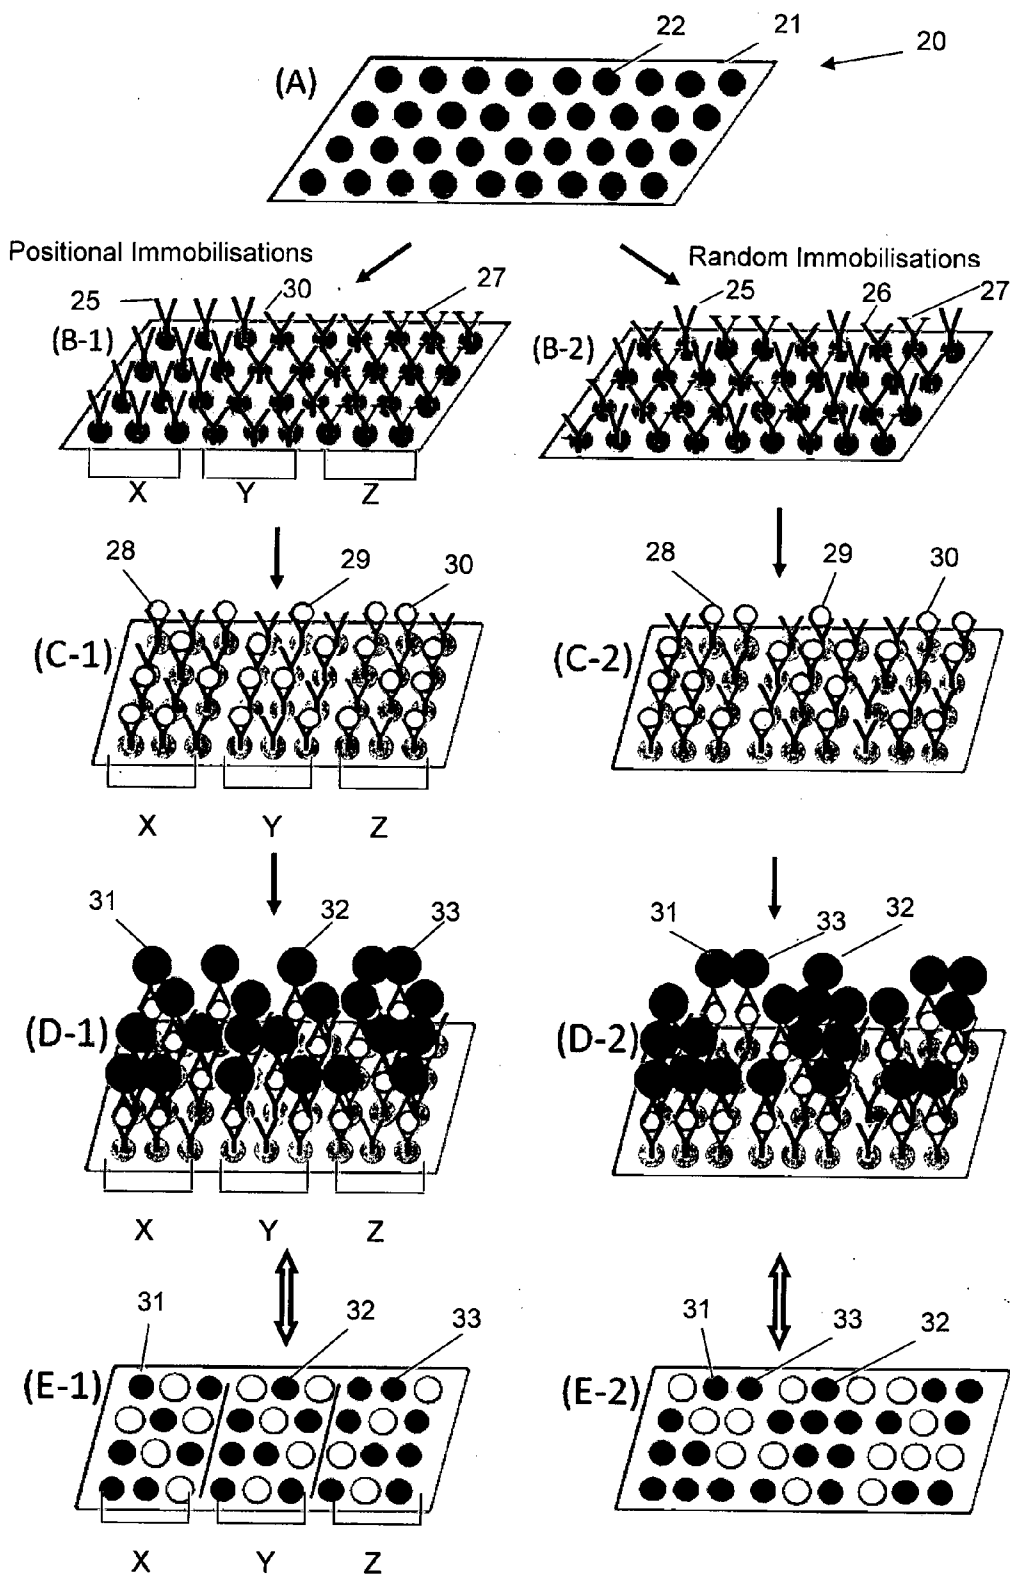 22 21 20
(A)
Positional Immobilisations
Random Immobilisations
25 30 27
25 26 27
(B-1)
(B-2)
X Y Z
28 29 30
28 29 30
(C-1)
(C-2)
X Y Z
31 32 33
31 33 32
(D-1)
(D-2)
X Y Z
31 32 33
31 33 32
(E-1)
(E-2)
X Y Z